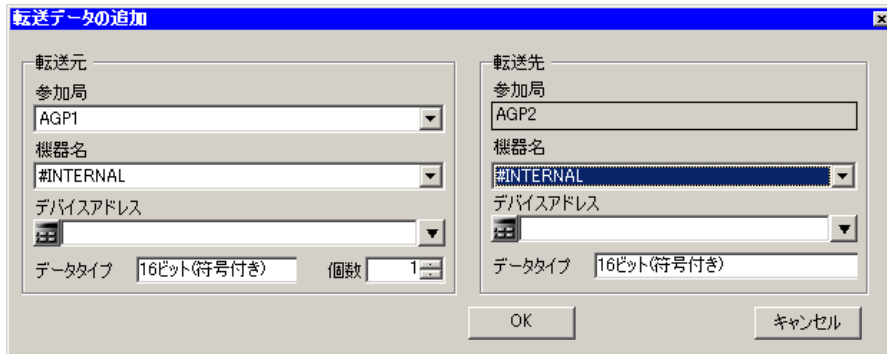 転送データの追加
転送元
参加局
AGP1
機器名
#INTERNAL
デバイスアドレス
データタイプ 16ビット(符号付き) 個数 1
転送先
参加局
AGP2
機器名
#INTERNAL
デバイスアドレス
データタイプ 16ビット(符号付き)
OK キャンセル